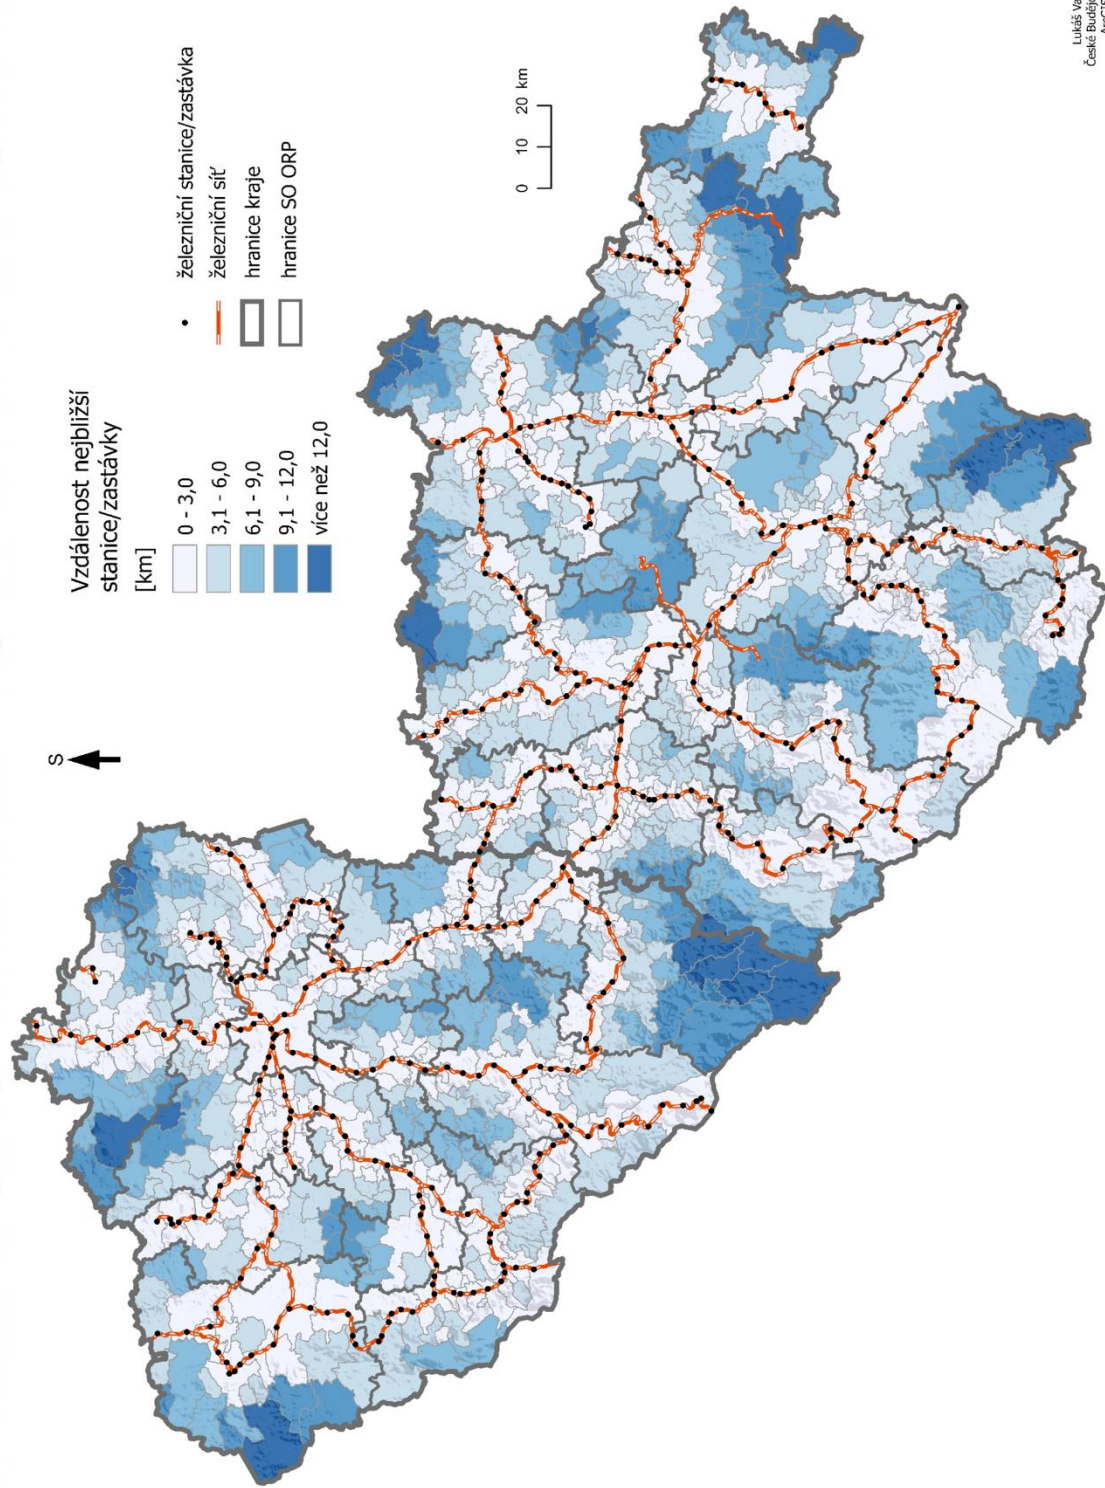 S
Vzdálenost nejbližší
stanice/zastávky
[km]
0 - 3,0
3,1 - 6,0
6,1 - 9,0
9,1 - 12,0
více než 12,0
železniční stanice/zastávka
železniční síť
hranice kraje
hranice SO ORP
0 10 20 km
Lukáš
České